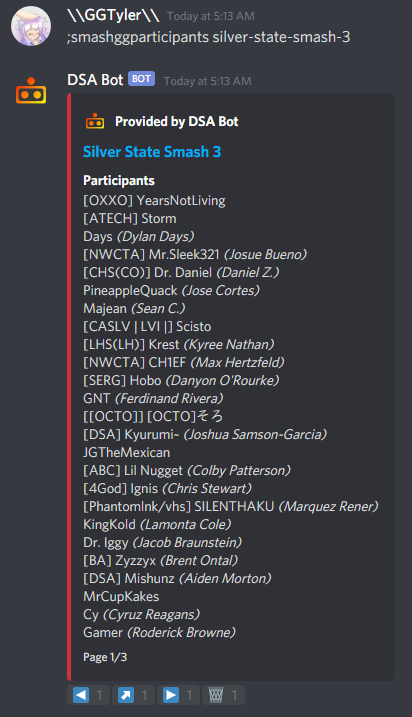 \\GGTyler\\ Today at 5:13 AM
;smashggparticipants silver-state-smash-3
DSA Bot BOT Today at 5:13 AM
Provided by DSA Bot
Silver State Smash 3
Participants
[OXXO] YearsNotLiving
[ATECH] Storm
Days (Dylan Days)
[NWCTA] Mr.Sleek321 (Josue Bueno)
[CHS(CO)] Dr. Daniel (Daniel Z.)
PineappleQuack (Jose Cortes)
Majean (Sean C.)
[CASLV | LVI |] Scisto
[LHS(LH)] Krest (Kyree Nathan)
[NWCTA] CH1EF (Max Hertzfeld)
[SERG] Hobo (Danyon O'Rourke)
GNT (Ferdinand Rivera)
[[OCTO]] [OCTO]そろ
[DSA] Kyurumi~ (Joshua Samson-Garcia)
JGTheMexican
[ABC] Lil Nugget (Colby Patterson)
[4God] Ignis (Chris Stewart)
[PhantomInk/vhs] SILENTHAKU (Marquez Rener)
KingKold (Lamonta Cole)
Dr. Iggy (Jacob Braunstein)
[BA] Zyzzyx (Brent Ontal)
[DSA] Mishunz (Aiden Morton)
MrCupKakes
Cy (Cyruz Reagans)
Gamer (Roderick Browne)
Page 1/3
1 1 1 1